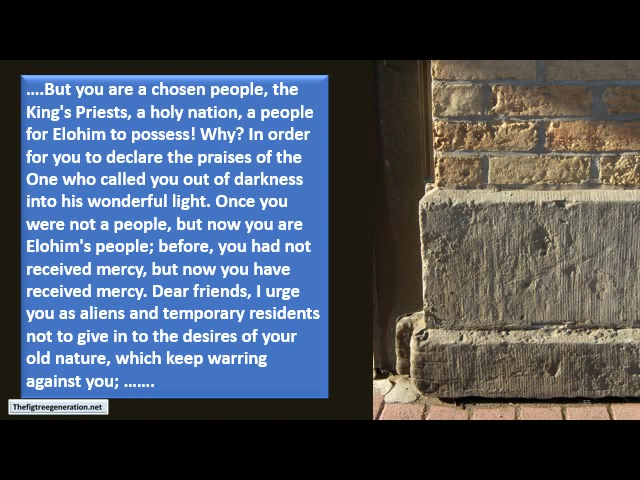 ....But you are a chosen people, the
King's Priests, a holy nation, a people
for Elohim to possess! Why? In order
for you to declare the praises of the
One who called you out of darkness
into his wonderful light. Once you
were not a people, but now you are
Elohim's people; before, you had not
received mercy, but now you have
received mercy. Dear friends, I urge
you as aliens and temporary residents
not to give in to the desires of your
old nature, which keep warring
against you; .......
Thefigtreegeneration.net
55